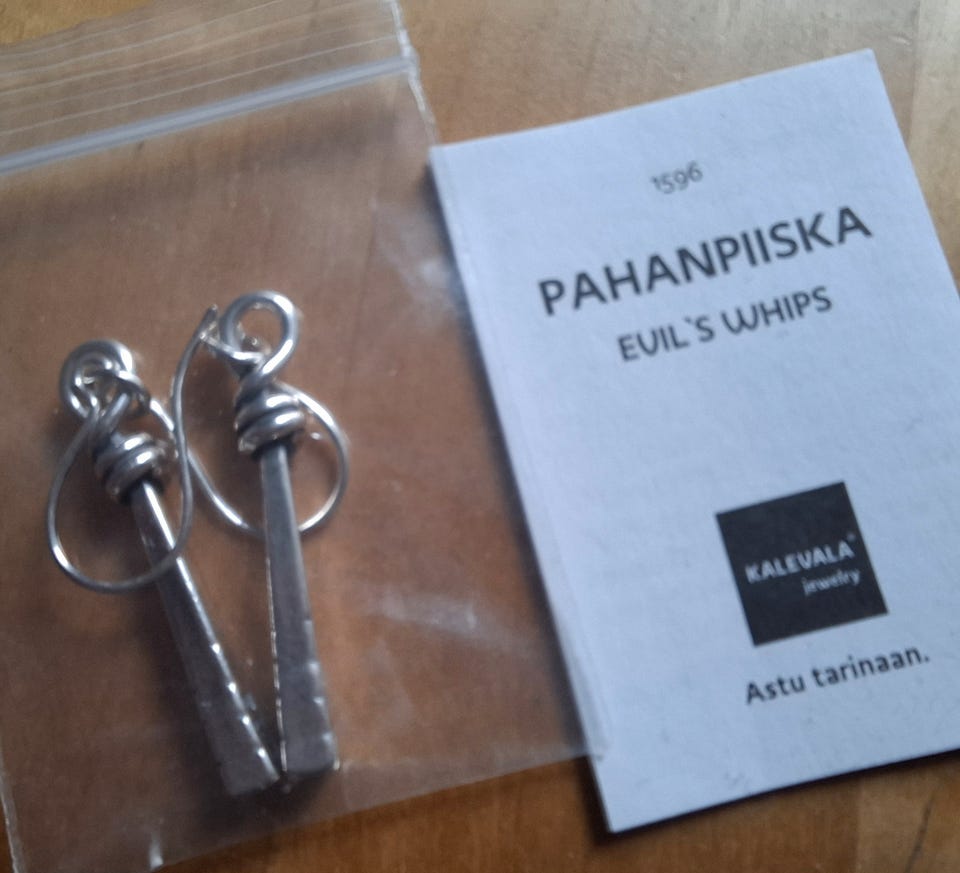 1596
PAHANPIISKA
EVIL`S WHIPS
KALEVALA®
jewelry
Astu tarinaan.